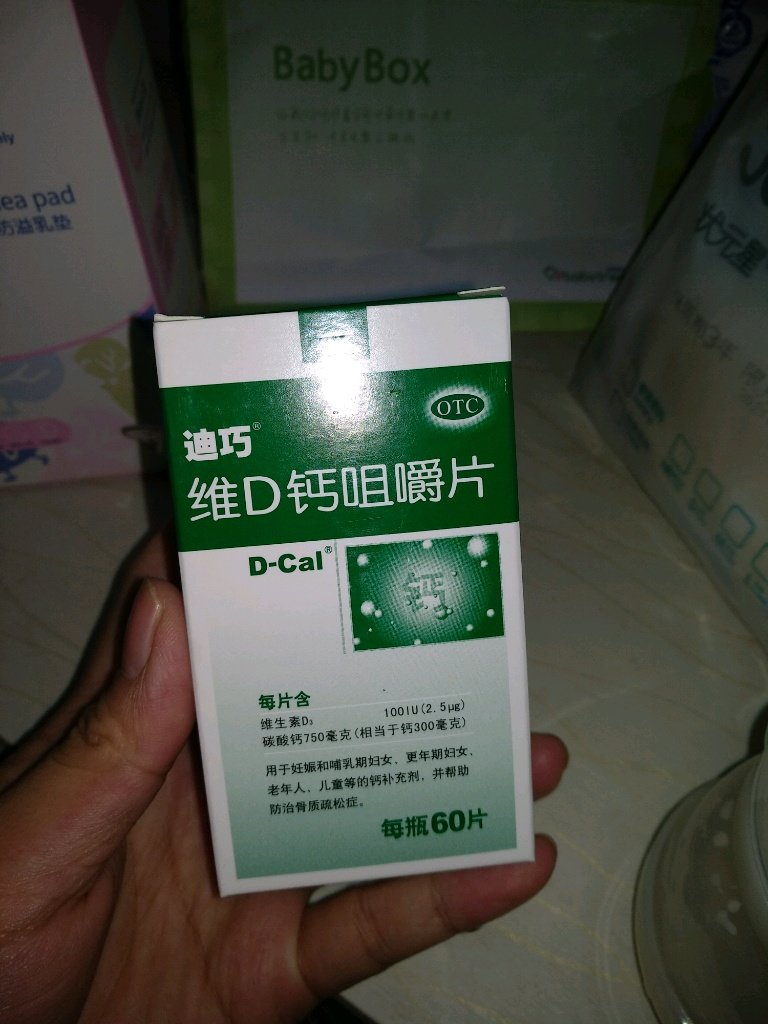 BabyBox
ea pad
防溢乳垫
状元星
OTC
迪巧®
维D钙咀嚼片
D-Cal®
钙
每片含
维生素D₃ 100IU(2.5μg)
碳酸钙750毫克(相当于钙300毫克)
用于妊娠和哺乳期妇女、更年期妇女、
老年人、儿童等的钙补充剂，并帮助
防治骨质疏松症。
每瓶60片